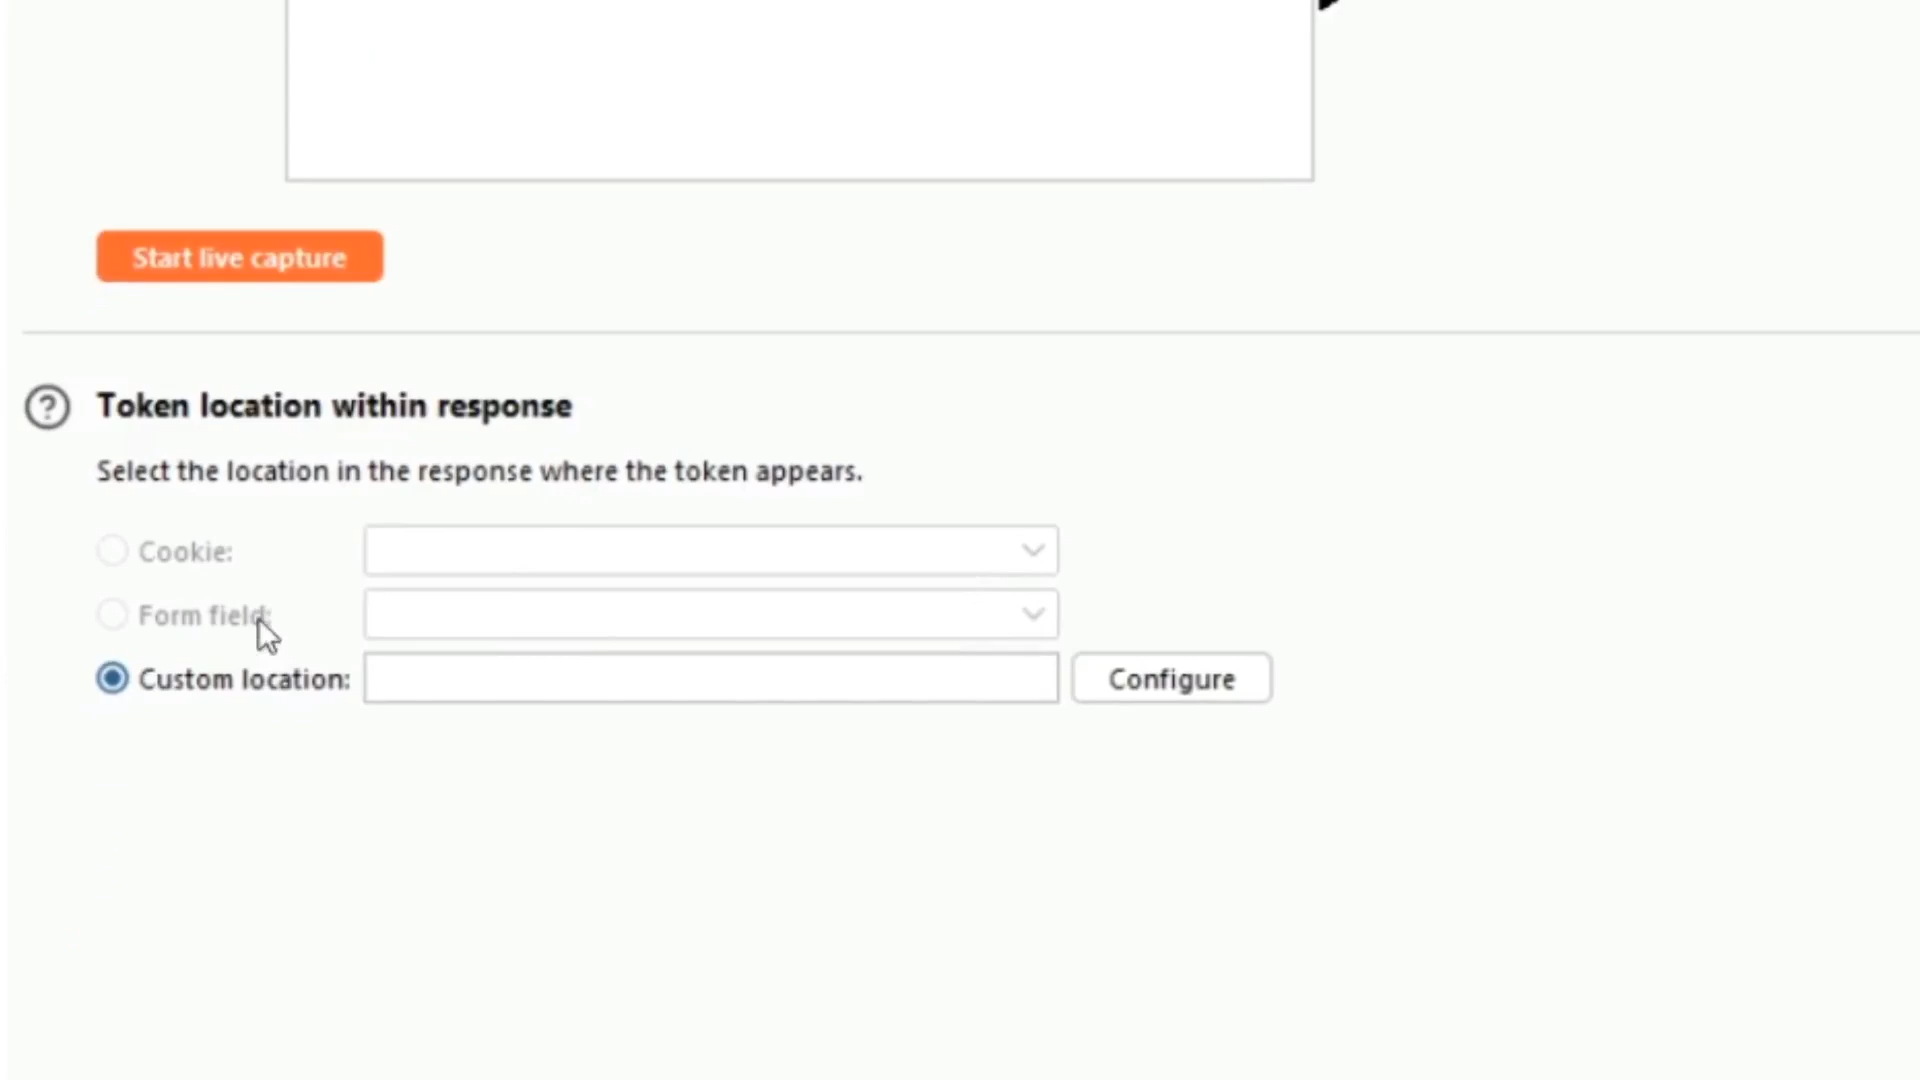 Start live capture
Token location within response
Select the location in the response where the token appears.
Cookie:
Form field:
Custom location:
Configure